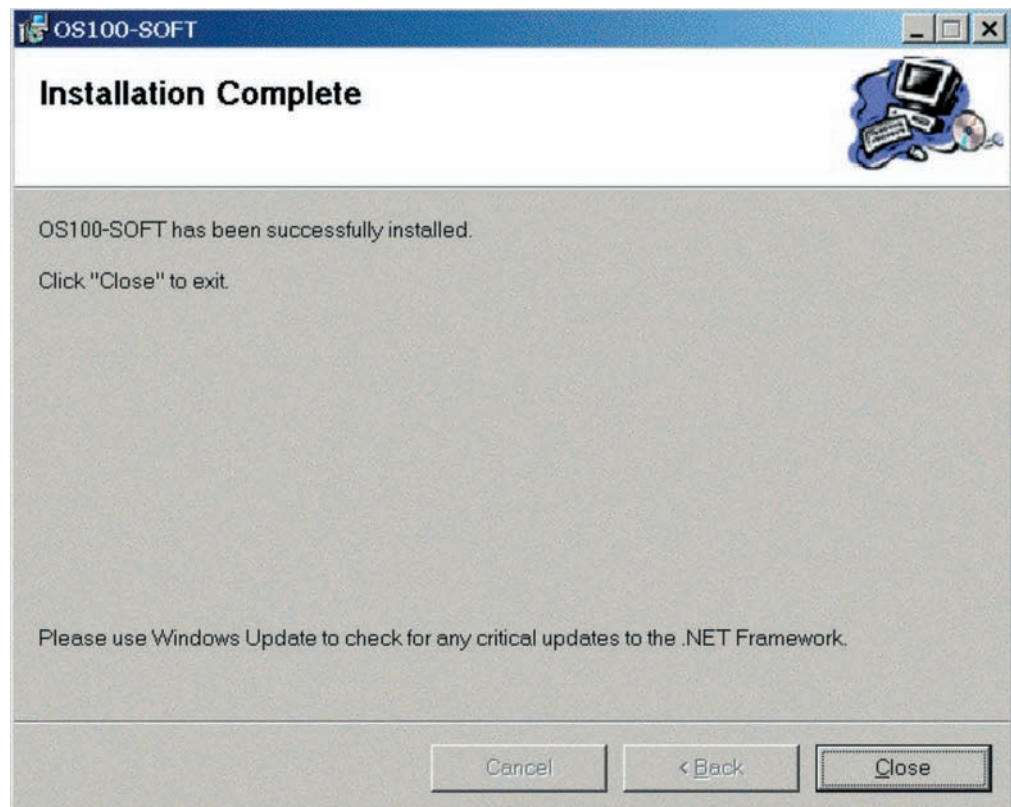 OS100-SOFT
Installation Complete
OS100-SOFT has been successfully installed.
Click "Close" to exit.
Please use Windows Update to check for any critical updates to the .NET Framework.
Cancel
< Back
Close